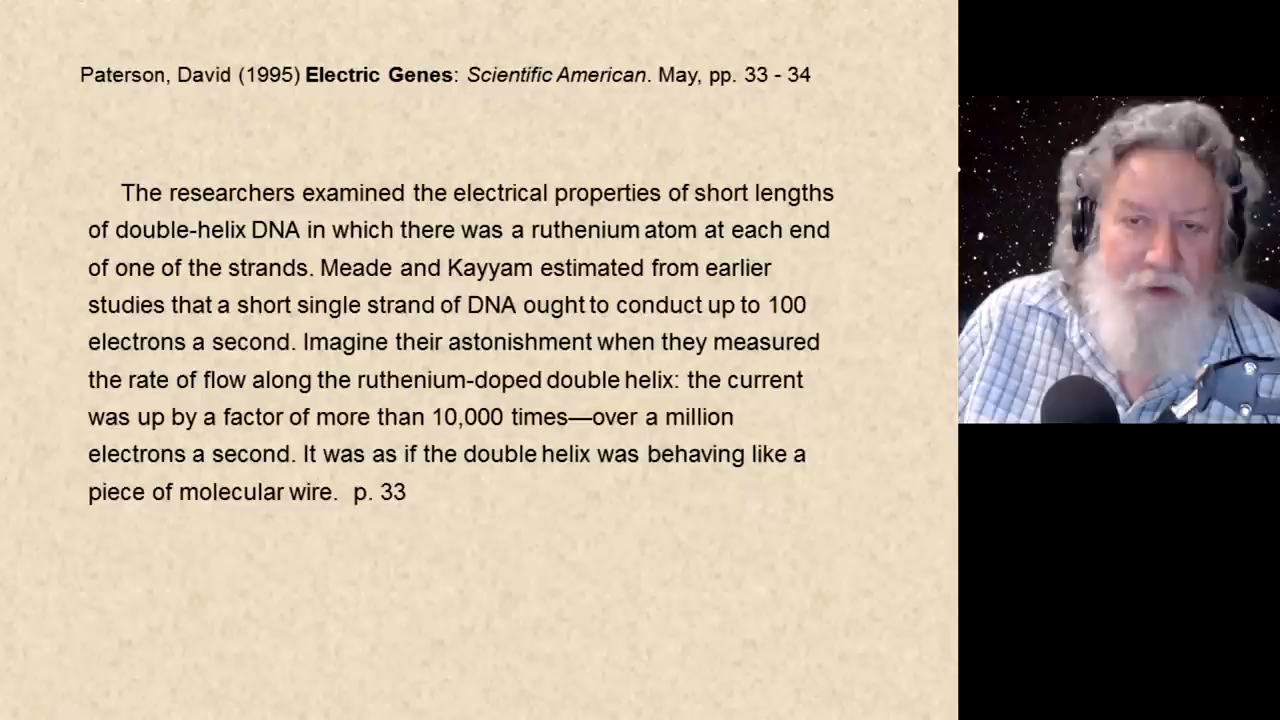 Paterson, David (1995) Electric Genes: Scientific American. May, pp. 33 - 34
The researchers examined the electrical properties of short lengths
of double-helix DNA in which there was a ruthenium atom at each end
of one of the strands. Meade and Kayyam estimated from earlier
studies that a short single strand of DNA ought to conduct up to 100
electrons a second. Imagine their astonishment when they measured
the rate of flow along the ruthenium-doped double helix: the current
was up by a factor of more than 10,000 times—over a million
electrons a second. It was as if the double helix was behaving like a
piece of molecular wire. p. 33